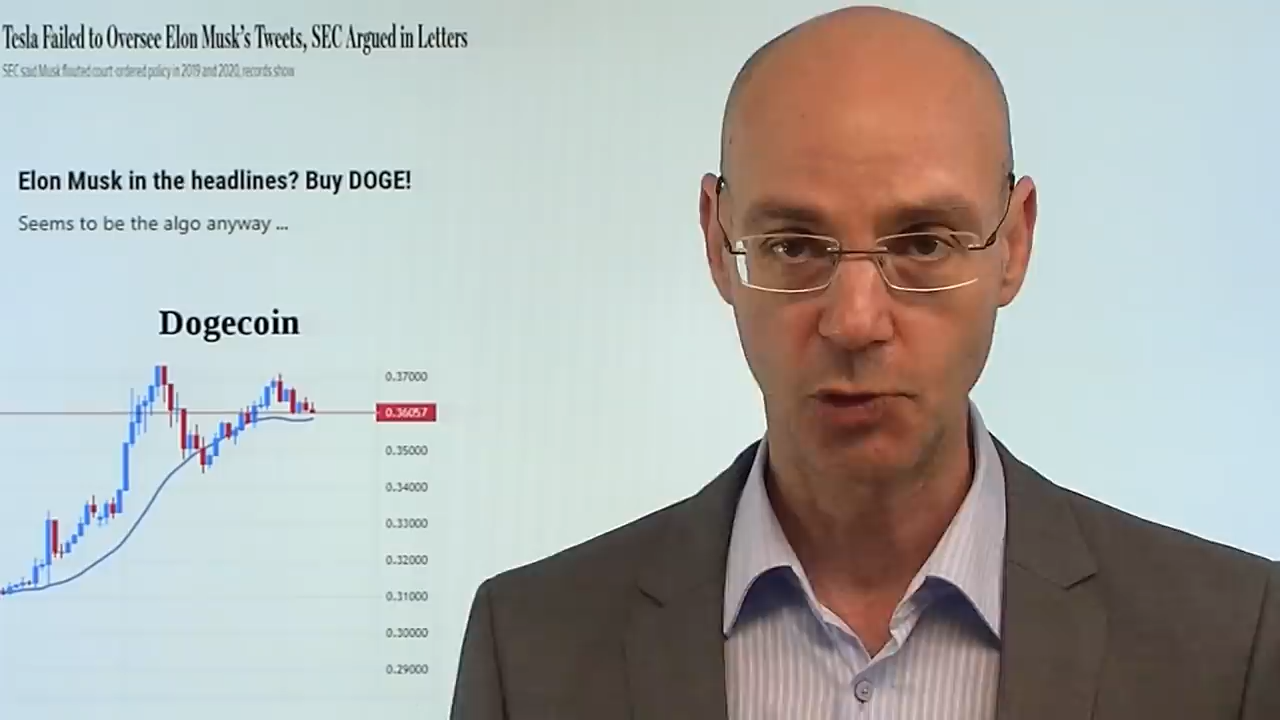 Tesla Failed to Oversee Elon Musk's Tweets, SEC Argued in Letters
SEC said Musk flouted court-ordered policy in 2019 and 2020, records show
Elon Musk in the headlines? Buy DOGE!
Seems to be the algo anyway ...
Dogecoin
0.37000
0.36057
0.35000
0.34000
0.33000
0.32000
0.31000
0.30000
0.29000